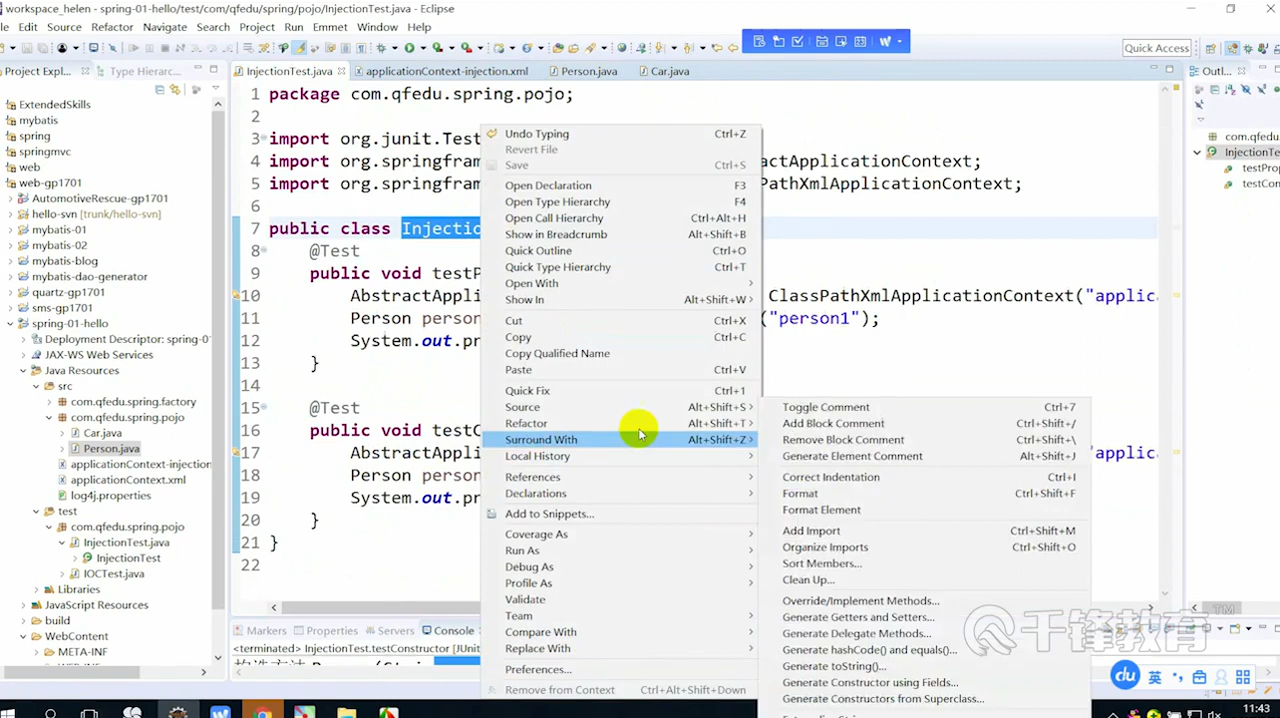 workspace_helen - spring-01-hello/test/com/qfedu/spring/pojo/InjectionTest.java - Eclipse
Edit Source Refactor Navigate Search Project Run Emmet Window Help
Quick Access
Project Expl... Type Hierarc...
InjectionTest.java applicationContext-injection.xml Person.java Car.java
Outl...
ExtendedSkills
mybatis
spring
springmvc
web
web-gp1701
AutomotiveRescue-gp1701
hello-svn [trunk/hello-svn]
mybatis-01
mybatis-02
mybatis-blog
mybatis-dao-generator
quartz-gp1701
sms-gp1701
spring-01-hello
Deployment Descriptor: spring-01
JAX-WS Web Services
Java Resources
src
com.qfedu.spring.factory
com.qfedu.spring.pojo
Car.java
Person.java
applicationContext-injection
applicationContext.xml
log4j.properties
test
com.qfedu.spring.pojo
InjectionTest.java
InjectionTest
IOCTest.java
Libraries
JavaScript Resources
build
WebContent
META-INF
WEB-INF
1 package com.qfedu.spring.pojo;
2
3 import org.junit.Test
4 import org.springfram ractApplicationContext;
5 import org.springfram PathXmlApplicationContext;
6
7 public class Injectio
8 @Test
9 public void testP
10 AbstractAppli ClassPathXmlApplicationContext("applic
11 Person person ("person1");
12 System.out.pr
13 }
14
15 @Test
16 public void testC
17 AbstractAppli "applic
18 Person person
19 System.out.pr
20 }
21 }
22
Undo Typing Ctrl+Z
Revert File
Save Ctrl+S
Open Declaration F3
Open Type Hierarchy F4
Open Call Hierarchy Ctrl+Alt+H
Show in Breadcrumb Alt+Shift+B
Quick Outline Ctrl+O
Quick Type Hierarchy Ctrl+T
Open With
Show In Alt+Shift+W
Cut Ctrl+X
Copy Ctrl+C
Copy Qualified Name
Paste Ctrl+V
Quick Fix Ctrl+1
Source Alt+Shift+S
Refactor Alt+Shift+T
Surround With Alt+Shift+Z
Local History
References
Declarations
Add to Snippets...
Coverage As
Run As
Debug As
Profile As
Validate
Team
Compare With
Replace With
Preferences...
Remove from Context Ctrl+Alt+Shift+Down
Toggle Comment Ctrl+7
Add Block Comment Ctrl+Shift+/
Remove Block Comment Ctrl+Shift+\
Generate Element Comment Alt+Shift+J
Correct Indentation Ctrl+I
Format Ctrl+Shift+F
Format Element
Add Import Ctrl+Shift+M
Organize Imports Ctrl+Shift+O
Sort Members...
Clean Up...
Override/Implement Methods...
Generate Getters and Setters...
Generate Delegate Methods...
Generate hashCode() and equals()...
Generate toString()...
Generate Constructor using Fields...
Generate Constructors from Superclass...
com.qfedu.
InjectionTe
testProp
testCon
Markers Properties Servers Console
<terminated> InjectionTest.testConstructor [JUnit
千锋教育
TM
du 英
11:43